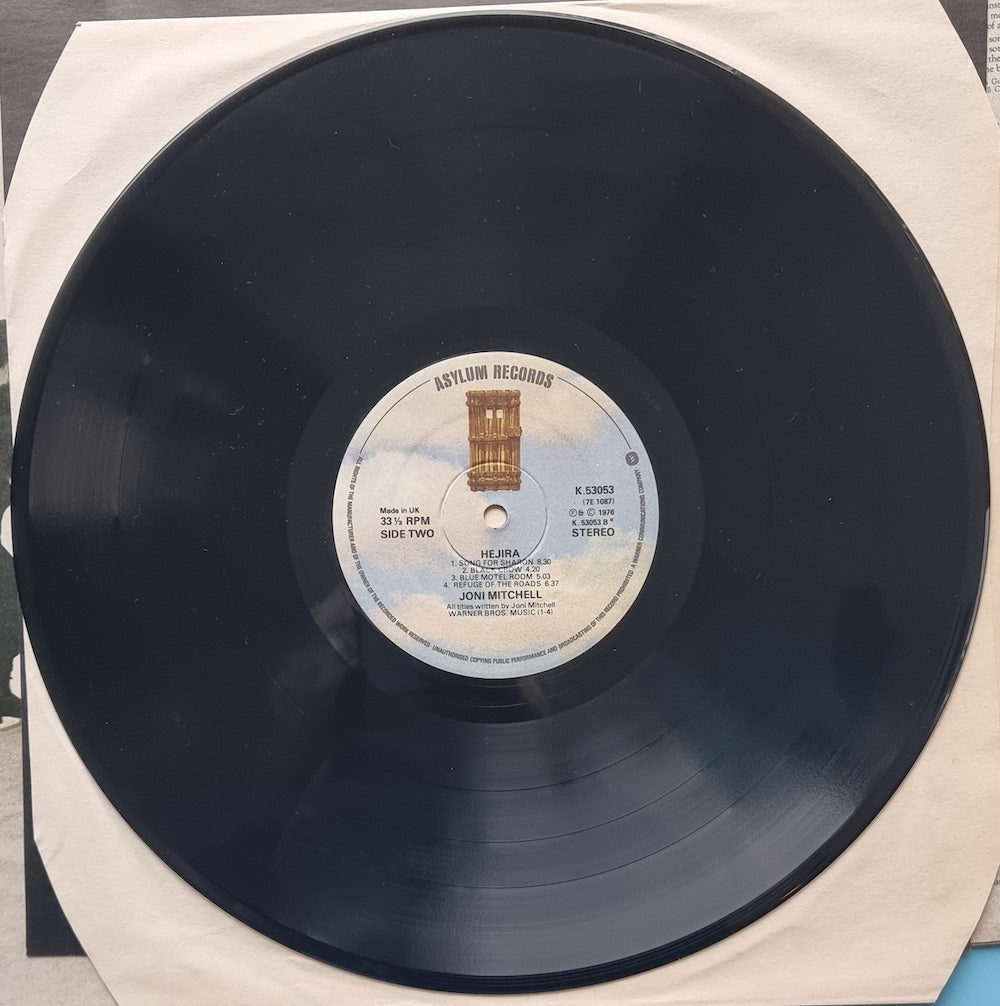 ASYLUM RECORDS
K.53053
(7E 1087)
Made in UK
℗ & © 1976
33 ⅓ RPM
K. 53053 B
SIDE TWO
STEREO
HEJIRA
1. SONG FOR SHARON 8.30
2. BLACK CROW 4.20
3. BLUE MOTEL ROOM 5.03
4. REFUGE OF THE ROADS 6.37
JONI MITCHELL
All titles written by Joni Mitchell
WARNER BROS. MUSIC (1-4)
ALL RIGHTS OF THE MANUFACTURER AND OF THE OWNER OF THE RECORDED WORK RESERVED · UNAUTHORISED COPYING PUBLIC PERFORMANCE AND BROADCASTING OF THIS RECORD PROHIBITED · A WARNER COMMUNICATIONS COMPANY